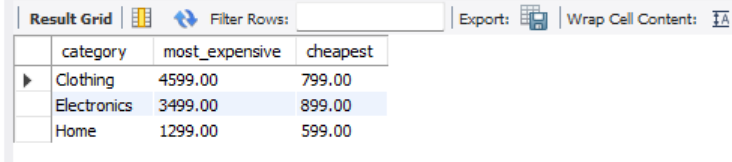 Result Grid Filter Rows: Export: Wrap Cell Content: IA
category most_expensive cheapest
Clothing 4599.00 799.00
Electronics 3499.00 899.00
Home 1299.00 599.00